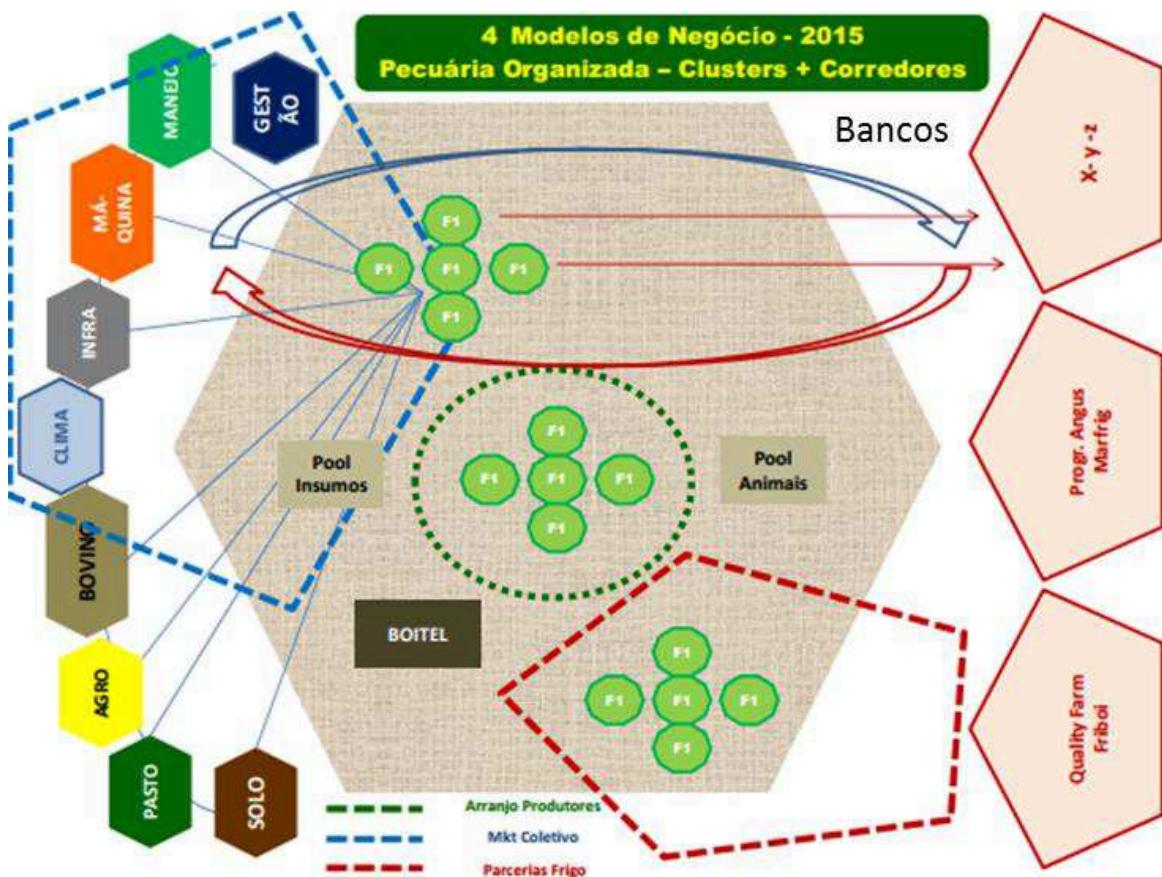 4 Modelos de Negócio - 2015
Pecuária Organizada – Clusters + Corredores
Bancos
MANEJO
GEST
ÃO
MÁ-
QUINA
INFRA
CLIMA
BOVINO
AGRO
PASTO
SOLO
F1
F1
F1
F1
F1
Pool
Insumos
F1
F1
F1
F1
F1
Pool
Animais
BOITEL
F1
F1
F1
F1
F1
X- y -z
Progr. Angus
Marfrig
Quality Farm
Friboi
Arranjo Produtores
Mkt Coletivo
Parcerias Frigo